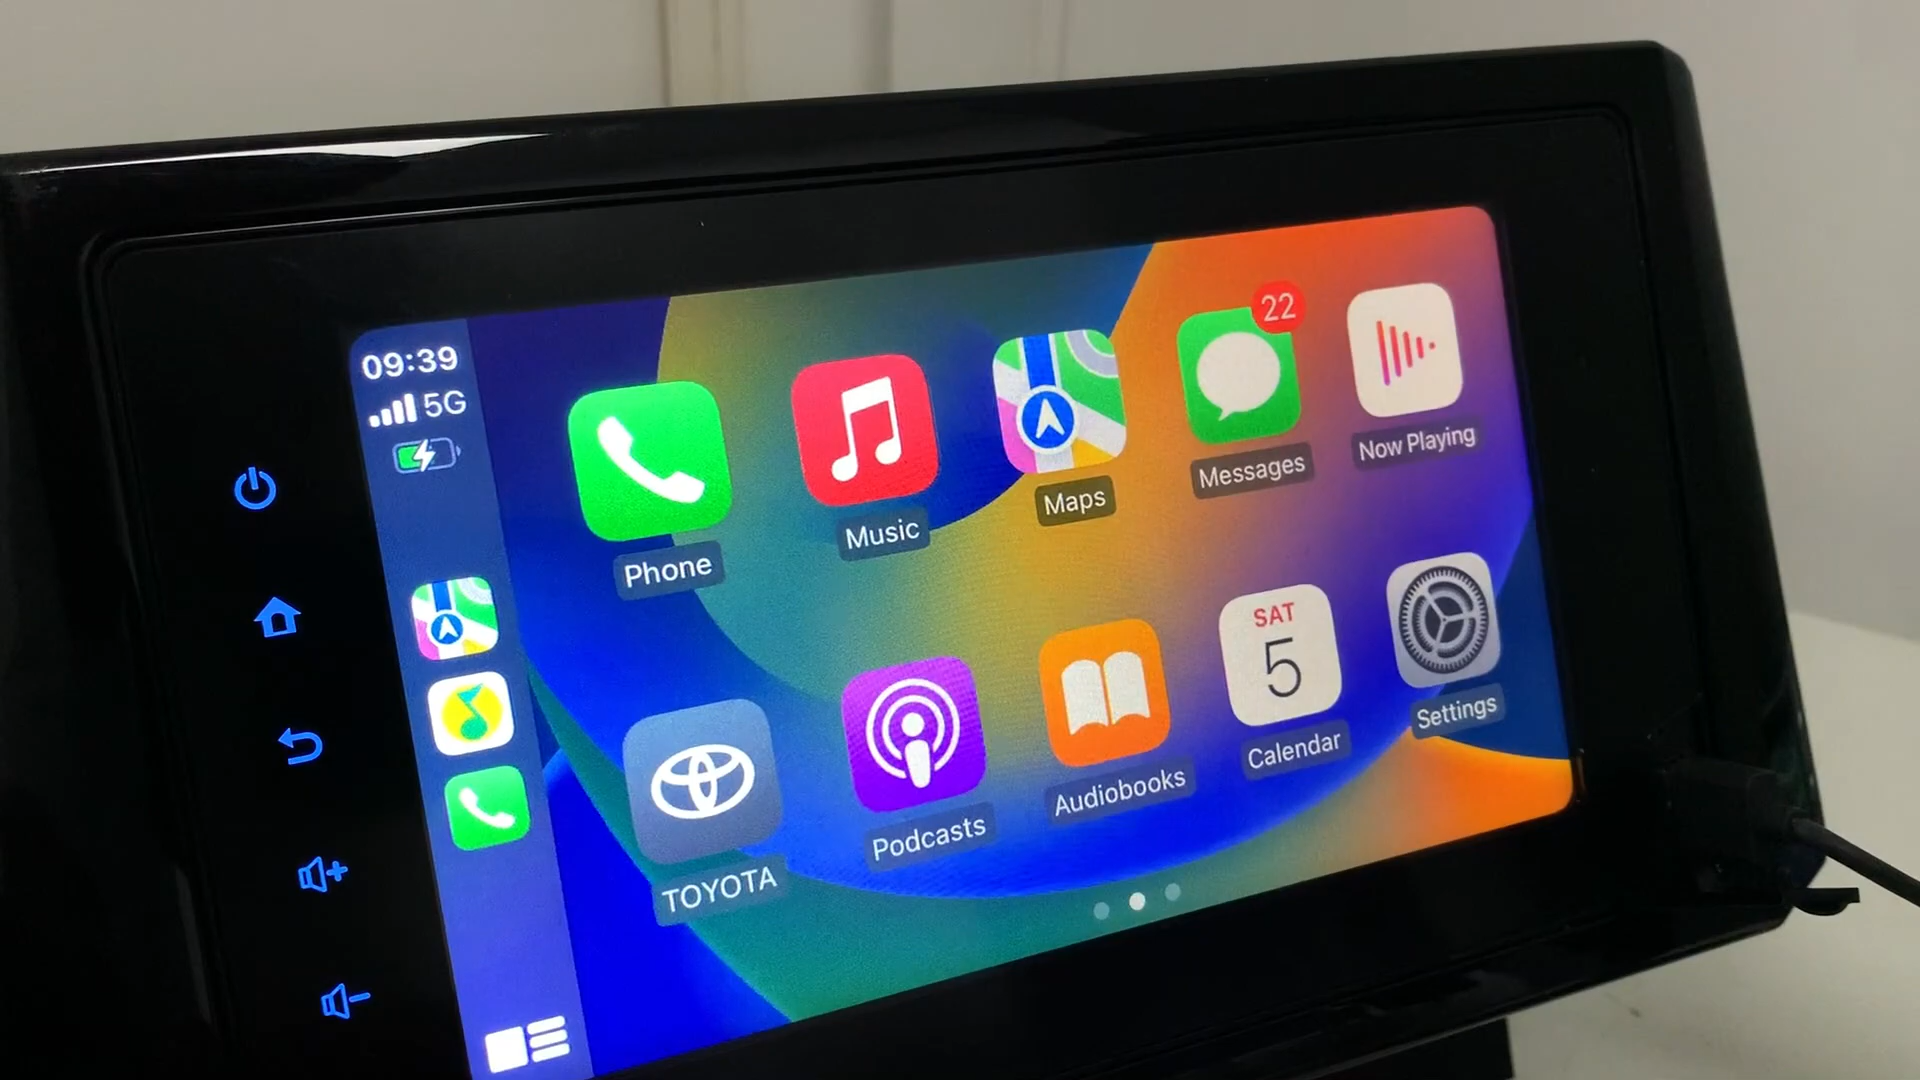 09:39
5G
Phone
Music
Maps
22
Messages
Now Playing
TOYOTA
Podcasts
Audiobooks
SAT
5
Calendar
Settings